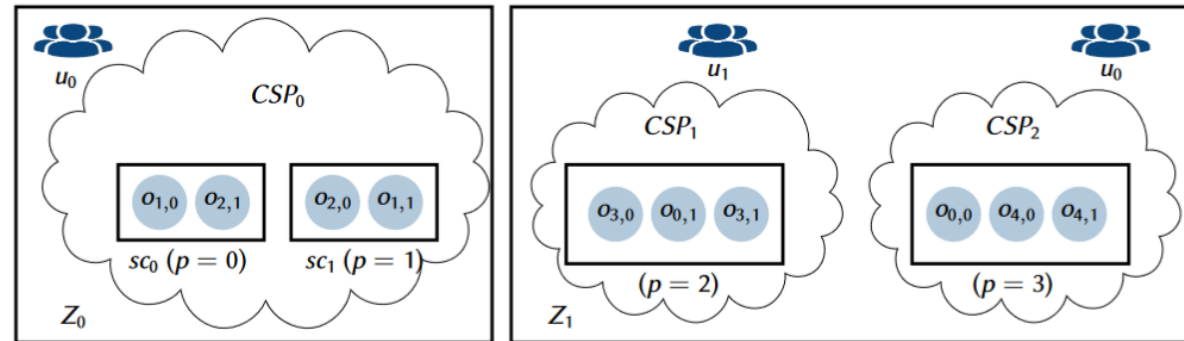 u₀
CSP₀
o₁,₀ o₂,₁ o₂,₀ o₁,₁
sc₀ (p = 0) sc₁ (p = 1)
Z₀
u₁ u₀
CSP₁ CSP₂
o₃,₀ o₀,₁ o₃,₁ o₀,₀ o₄,₀ o₄,₁
(p = 2) (p = 3)
Z₁